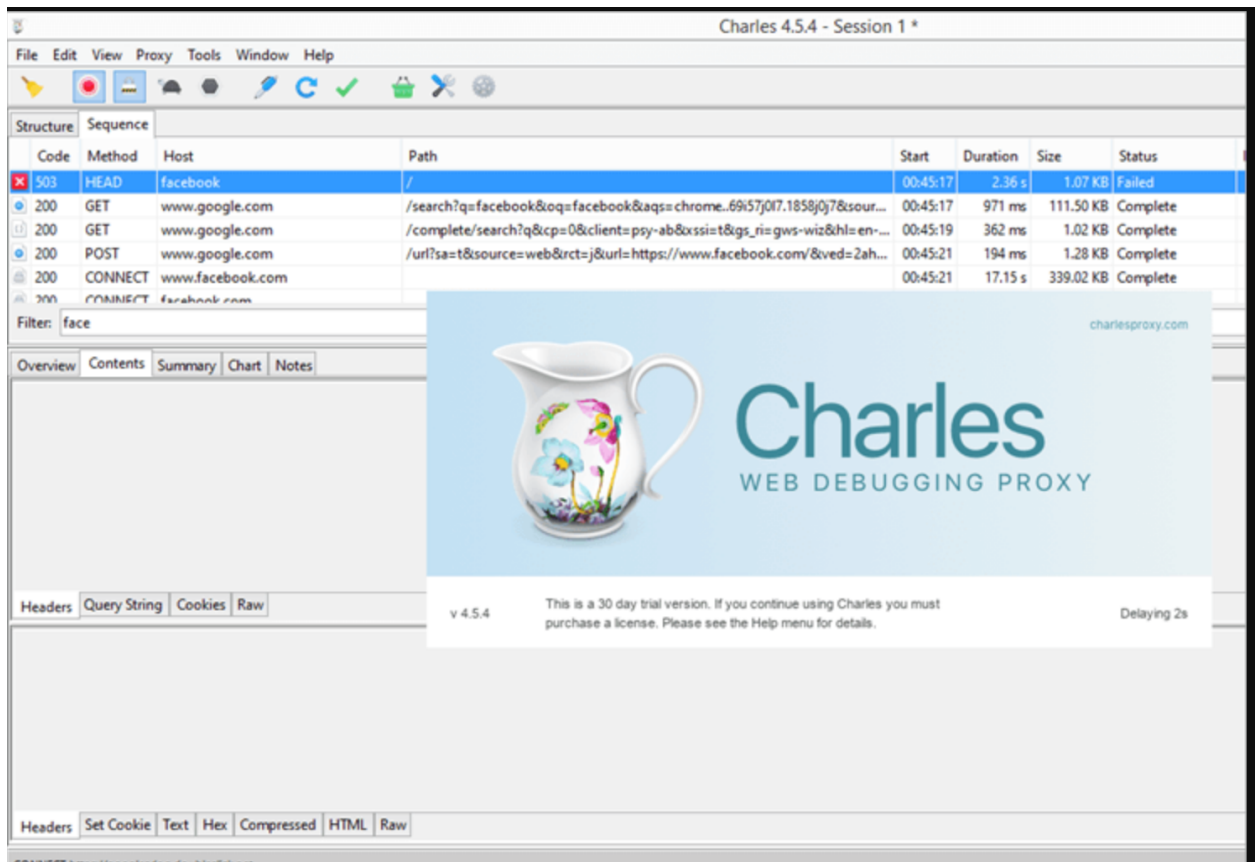 Charles 4.5.4 - Session 1 *
File Edit View Proxy Tools Window Help
Structure Sequence
Code Method Host Path Start Duration Size Status
503 HEAD facebook / 00:45:17 2.36 s 1.07 KB Failed
200 GET www.google.com /search?q=facebook&oq=facebook&aqs=chrome..69i57j0l7.1858j0j7&sour... 00:45:17 971 ms 111.50 KB Complete
200 GET www.google.com /complete/search?q&cp=0&client=psy-ab&xssi=t&gs_ri=gws-wiz&hl=en-... 00:45:19 362 ms 1.02 KB Complete
200 POST www.google.com /url?sa=t&source=web&rct=j&url=https://www.facebook.com/&ved=2ah... 00:45:21 194 ms 1.28 KB Complete
200 CONNECT www.facebook.com 00:45:21 17.15 s 339.02 KB Complete
200 CONNECT facebook.com
Filter: face
charlesproxy.com
Overview Contents Summary Chart Notes
Charles
WEB DEBUGGING PROXY
Headers Query String Cookies Raw
v 4.5.4
This is a 30 day trial version. If you continue using Charles you must
purchase a license. Please see the Help menu for details.
Delaying 2s
Headers Set Cookie Text Hex Compressed HTML Raw